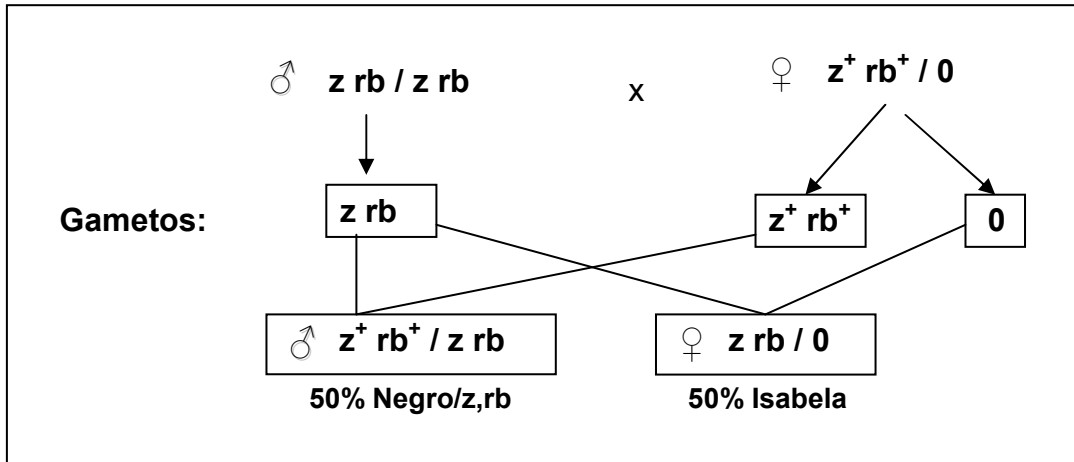 ♂ z rb / z rb x ♀ z⁺ rb⁺ / 0
Gametos: z rb z⁺ rb⁺ 0
♂ z⁺ rb⁺ / z rb ♀ z rb / 0
50% Negro/z,rb 50% Isabela